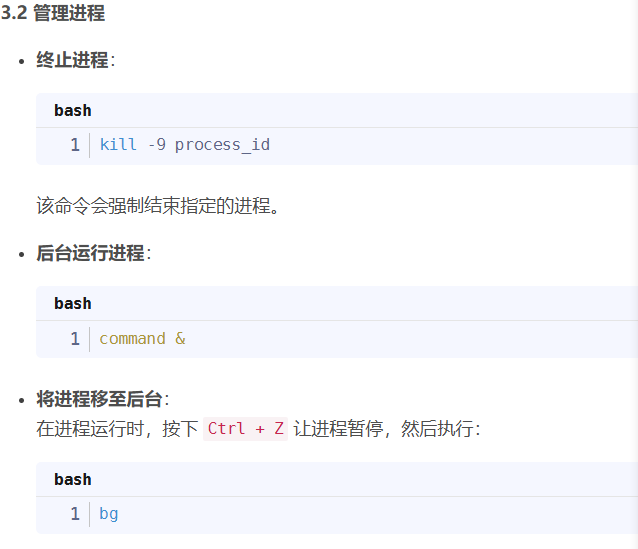 3.2 管理进程
• 终止进程：
bash
1 kill -9 process_id
该命令会强制结束指定的进程。
• 后台运行进程：
bash
1 command &
• 将进程移至后台：
在进程运行时，按下 Ctrl + Z 让进程暂停，然后执行：
bash
1 bg